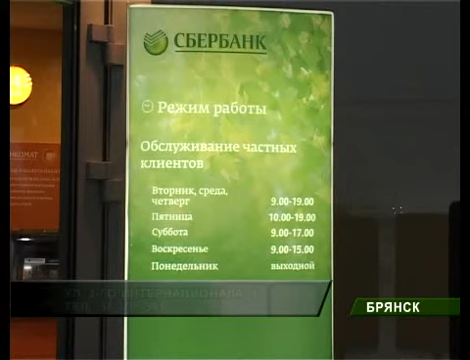 СБЕРБАНК
Режим работы
Обслуживание частных
клиентов
Вторник, среда,
четверг 9.00-19.00
Пятница 10.00-19.00
Суббота 9.00-17.00
Воскресенье 9.00-15.00
Понедельник выходной
БРЯНСК